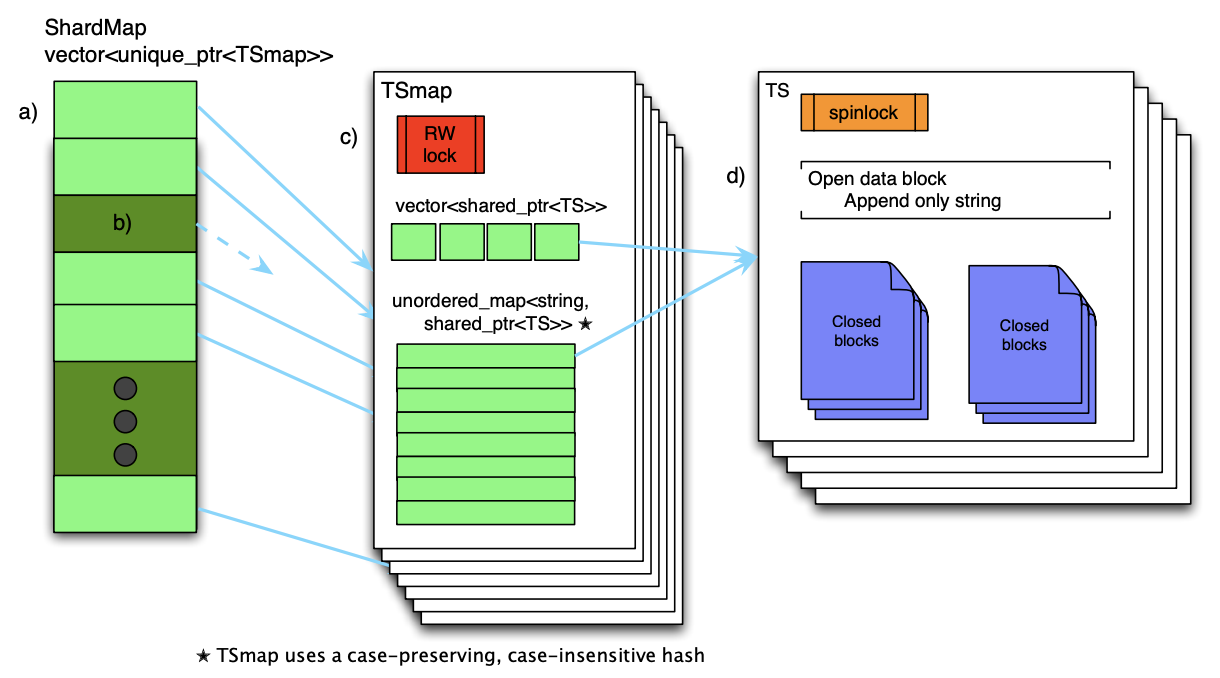 ShardMap
vector<unique_ptr<TSmap>>
a)
b)
c)
TSmap
RW
lock
vector<shared_ptr<TS>>
unordered_map<string,
shared_ptr<TS>> ★
d)
TS
spinlock
Open data block
Append only string
Closed
blocks
Closed
blocks
★ TSmap uses a case-preserving, case-insensitive hash